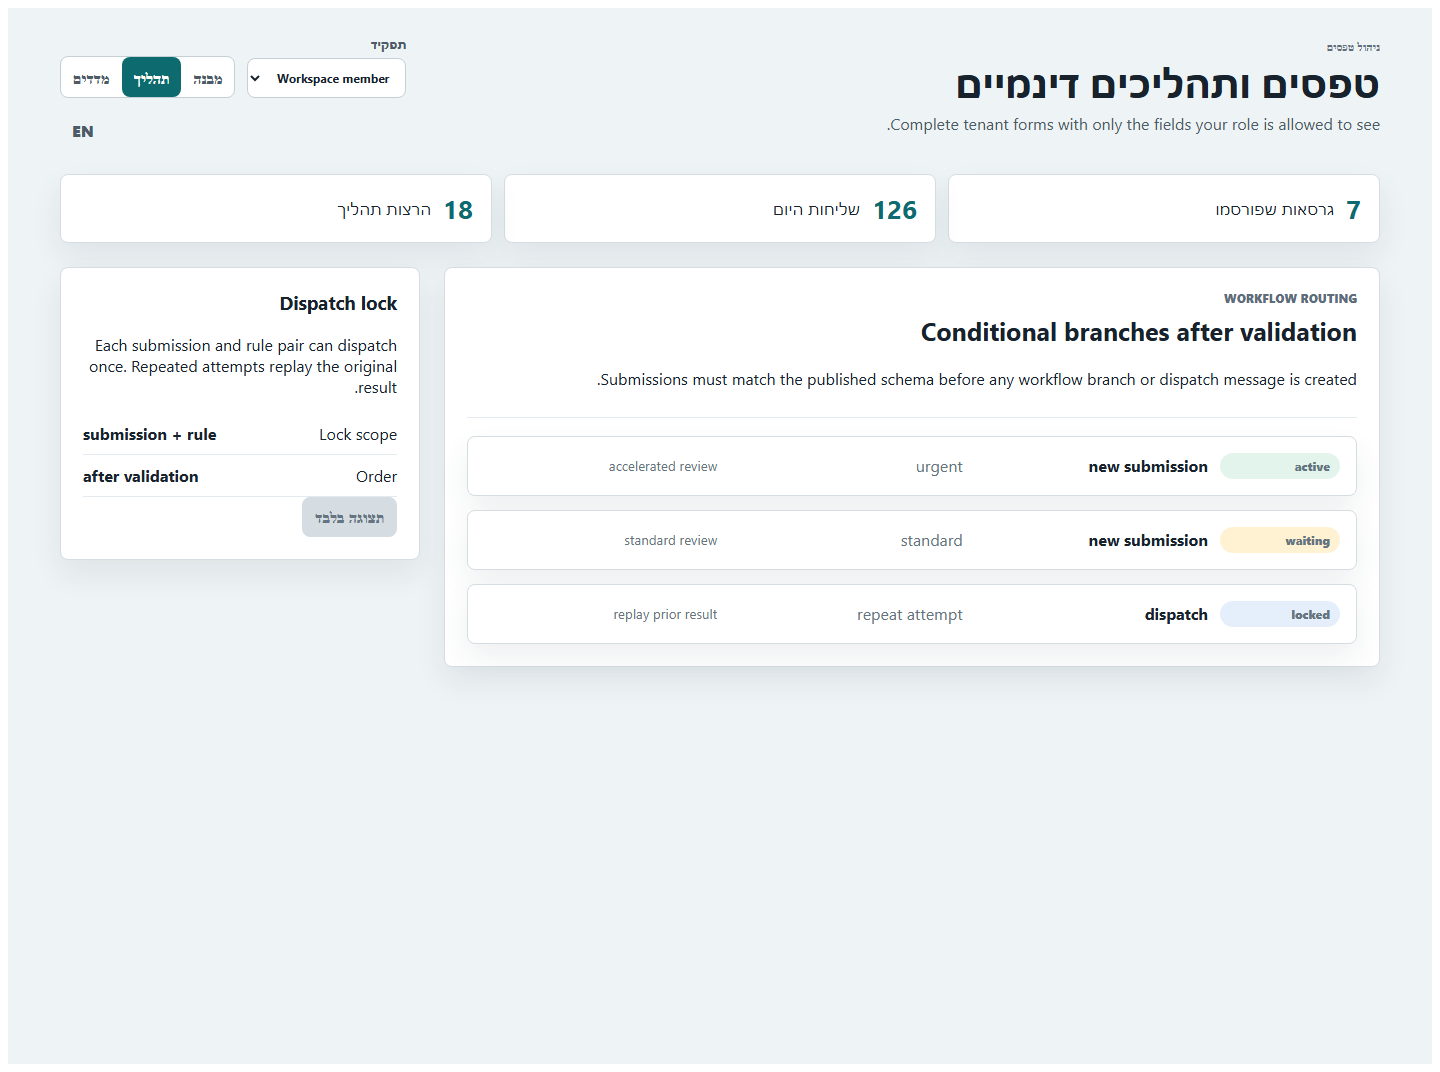 ניהול טפסים
טפסים ותהליכים דינמיים
Complete tenant forms with only the fields your role is allowed to see.
תפקיד
Workspace member
מבנה
תהליך
מדדים
EN
7 גרסאות שפורסמו
126 שליחות היום
18 הרצות תהליך
WORKFLOW ROUTING
Conditional branches after validation
Submissions must match the published schema before any workflow branch or dispatch message is created.
active new submission urgent accelerated review
waiting new submission standard standard review
locked dispatch repeat attempt replay prior result
Dispatch lock
Each submission and rule pair can dispatch
once. Repeated attempts replay the original
result.
Lock scope submission + rule
Order after validation
תצוגה בלבד